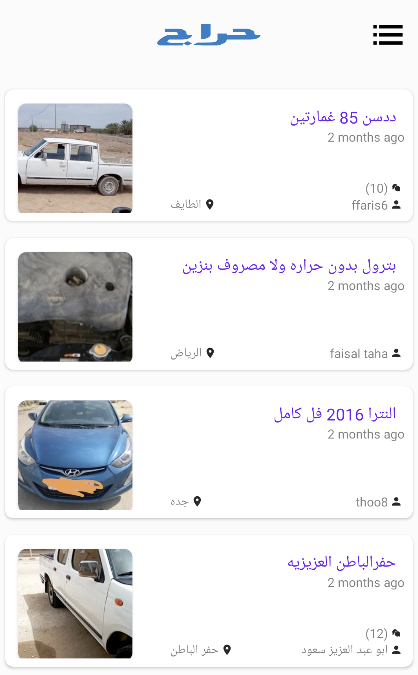 حراج
ددسن 85 غمارتين
2 months ago
(10)
ffaris6
الطايف
بترول بدون حراره ولا مصروف بنزين
2 months ago
faisal taha
الرياض
النترا 2016 فل كامل
2 months ago
thoo8
جده
حفرالباطن العزيزيه
2 months ago
(12)
ابو عبد العزيز سعود
حفر الباطن